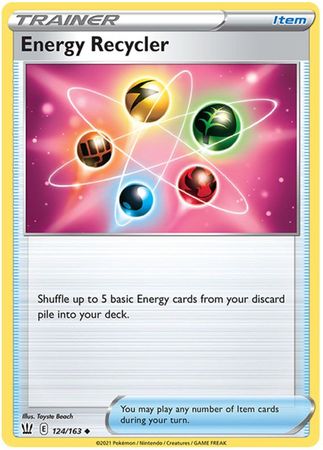 TRAINER Item
Energy Recycler
Shuffle up to 5 basic Energy cards from your discard
pile into your deck.
Illus. Toyste Beach
E 124/163 ◆
You may play any number of Item cards
during your turn.
©2021 Pokémon / Nintendo / Creatures / GAME FREAK